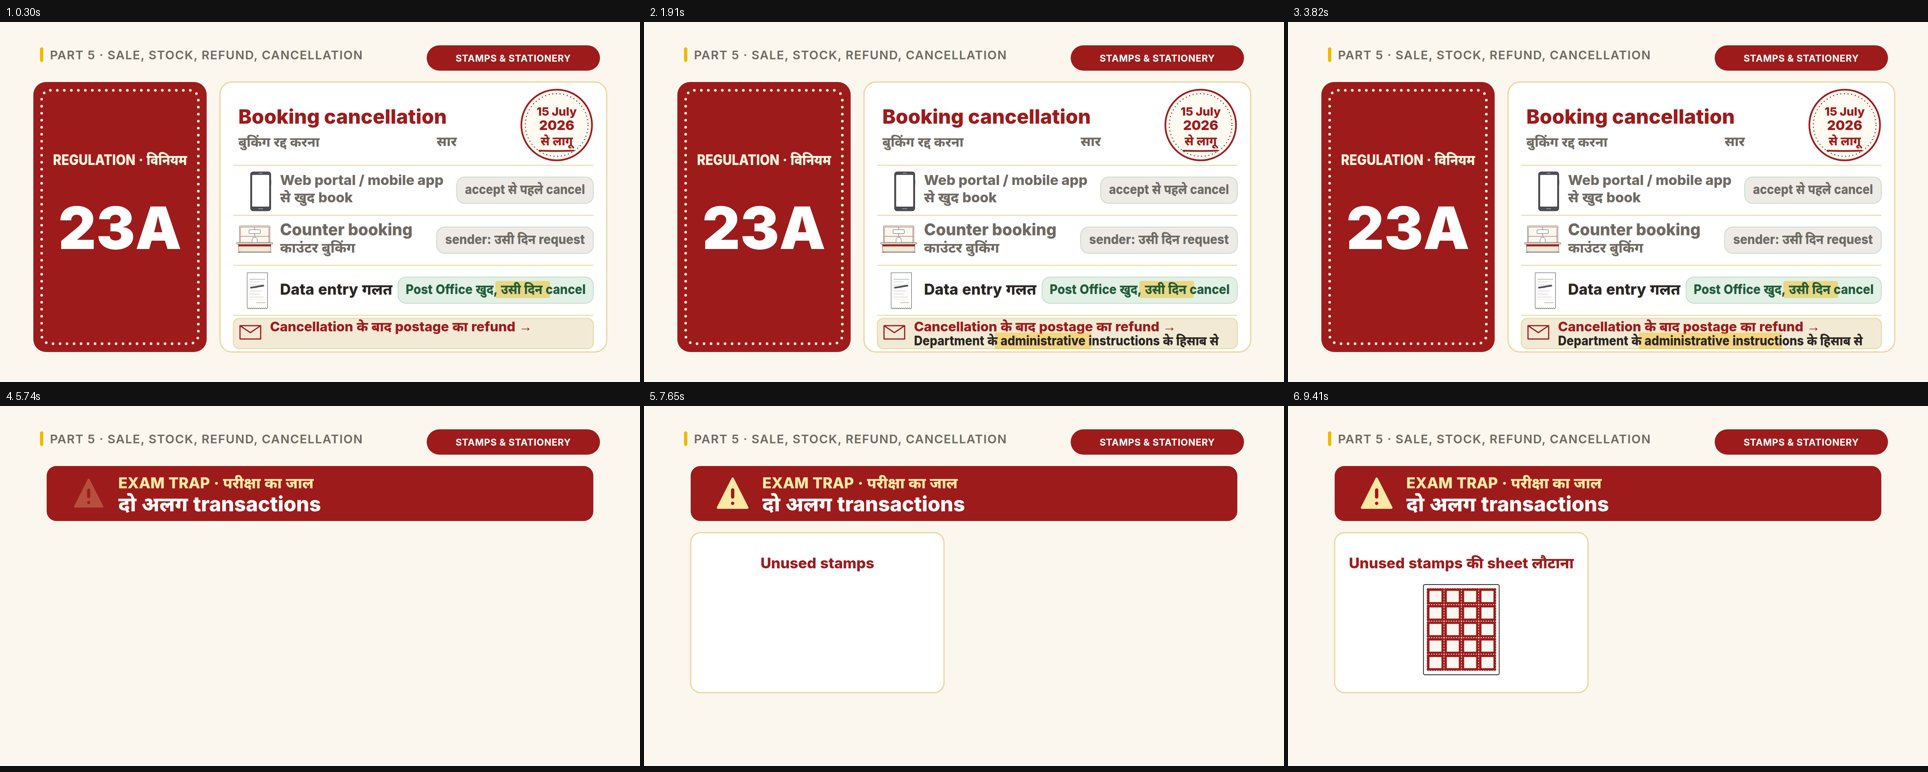 1. 0.30s
PART 5 · SALE, STOCK, REFUND, CANCELLATION
STAMPS & STATIONERY
REGULATION · विनियम
23A
Booking cancellation
बुकिंग रद्द करना
सार
15 July
2026
से लागू
Web portal / mobile app
से खुद book
accept से पहले cancel
Counter booking
काउंटर बुकिंग
sender: उसी दिन request
Data entry गलत
Post Office खुद, उसी दिन cancel
Cancellation के बाद postage का refund →
2. 1.91s
PART 5 · SALE, STOCK, REFUND, CANCELLATION
STAMPS & STATIONERY
REGULATION · विनियम
23A
Booking cancellation
बुकिंग रद्द करना
सार
15 July
2026
से लागू
Web portal / mobile app
से खुद book
accept से पहले cancel
Counter booking
काउंटर बुकिंग
sender: उसी दिन request
Data entry गलत
Post Office खुद, उसी दिन cancel
Cancellation के बाद postage का refund →
Department के administrative instructions के हिसाब से
3. 3.82s
PART 5 · SALE, STOCK, REFUND, CANCELLATION
STAMPS & STATIONERY
REGULATION · विनियम
23A
Booking cancellation
बुकिंग रद्द करना
सार
15 July
2026
से लागू
Web portal / mobile app
से खुद book
accept से पहले cancel
Counter booking
काउंटर बुकिंग
sender: उसी दिन request
Data entry गलत
Post Office खुद, उसी दिन cancel
Cancellation के बाद postage का refund →
Department के administrative instructions के हिसाब से
4. 5.74s
PART 5 · SALE, STOCK, REFUND, CANCELLATION
STAMPS & STATIONERY
EXAM TRAP · परीक्षा का जाल
दो अलग transactions
5. 7.65s
PART 5 · SALE, STOCK, REFUND, CANCELLATION
STAMPS & STATIONERY
EXAM TRAP · परीक्षा का जाल
दो अलग transactions
Unused stamps
6. 9.41s
PART 5 · SALE, STOCK, REFUND, CANCELLATION
STAMPS & STATIONERY
EXAM TRAP · परीक्षा का जाल
दो अलग transactions
Unused stamps की sheet लौटाना